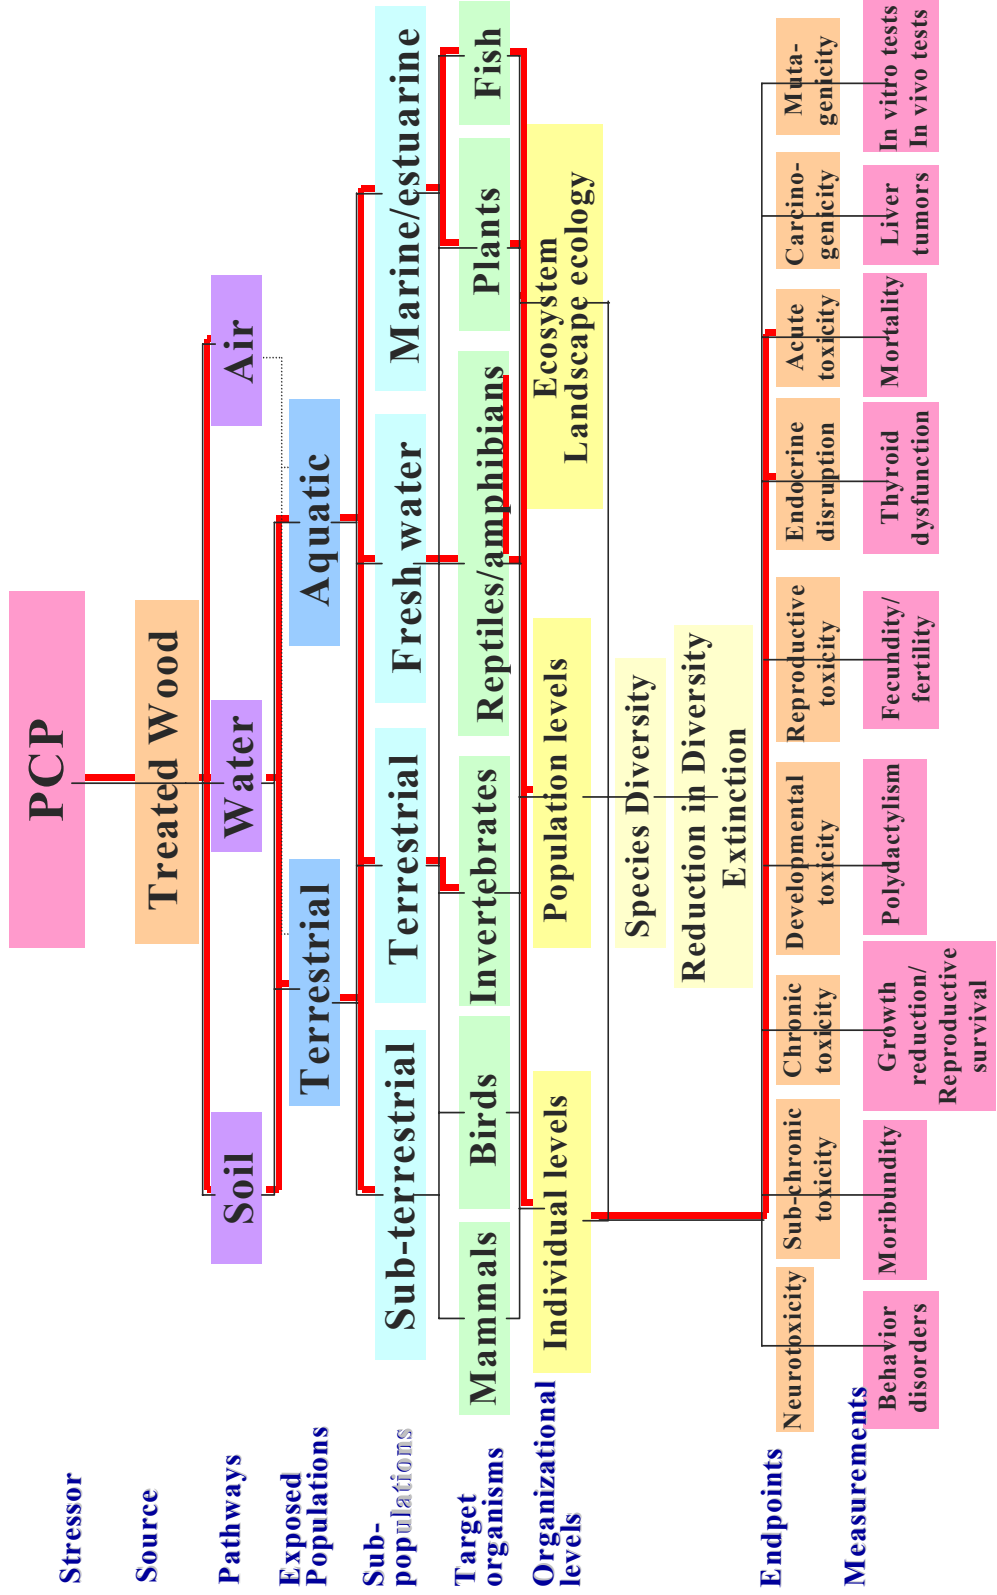 Stressor
PCP
Source
Treated Wood
Pathways
Soil
Water
Air
Exposed
Populations
Terrestrial
Aquatic
Sub-
populations
Sub-terrestrial
Terrestrial
Fresh water
Marine/estuarine
Target
organisms
Mammals
Birds
Invertebrates
Reptiles/amphibians
Plants
Fish
Organizational
levels
Individual levels
Population levels
Ecosystem
Landscape ecology
Species Diversity
Reduction in Diversity
Extinction
Endpoints
Neurotoxicity
Sub-chronic
toxicity
Chronic
toxicity
Developmental
toxicity
Reproductive
toxicity
Endocrine
disruption
Acute
toxicity
Carcino-
genicity
Muta-
genicity
Measurements
Behavior
disorders
Moribundity
Growth
reduction/
Reproductive
survival
Polydactylism
Fecundity/
fertility
Thyroid
dysfunction
Mortality
Liver
tumors
In vitro tests
In vivo tests